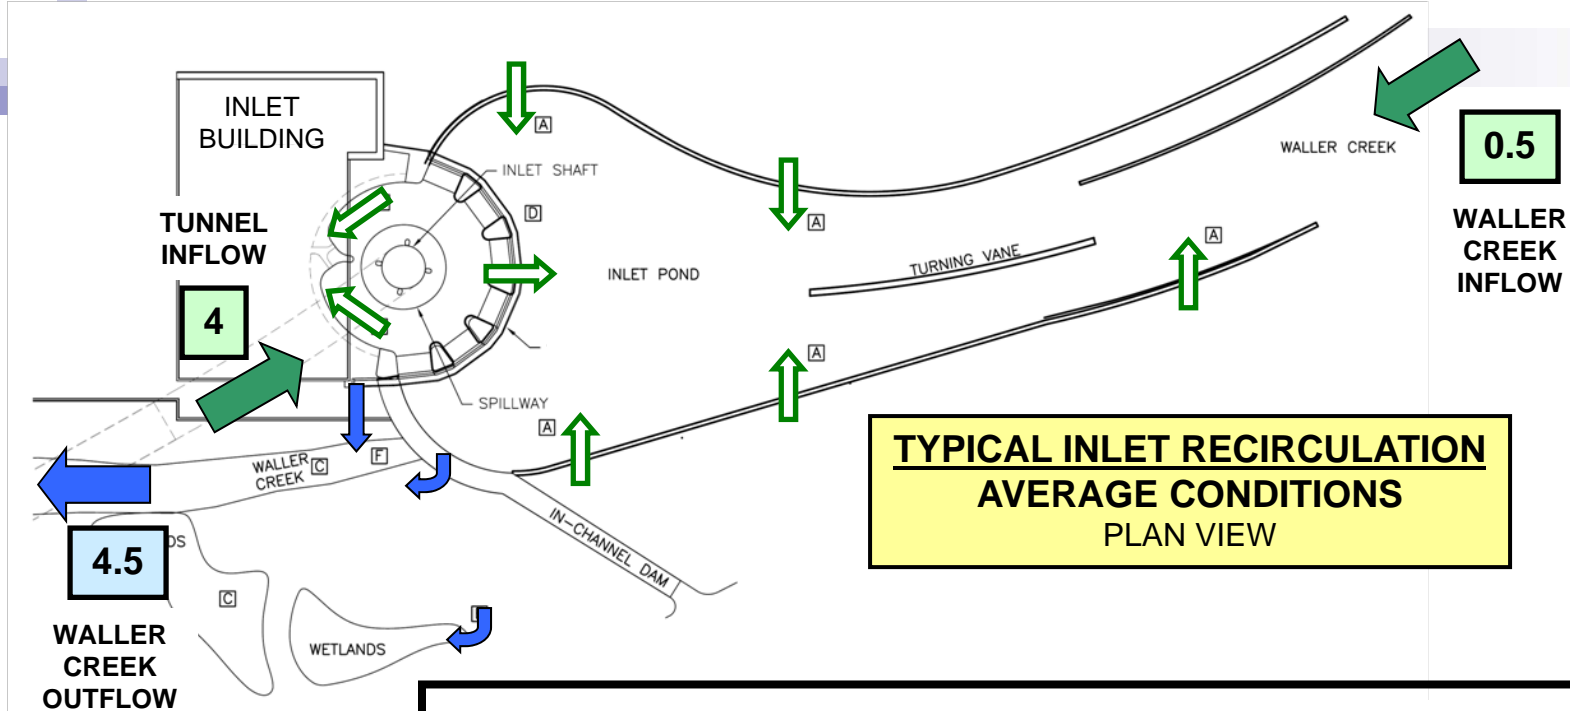 INLET
BUILDING
A
INLET SHAFT
WALLER CREEK
0.5
TUNNEL
INFLOW
D
A
A
WALLER
CREEK
INFLOW
INLET POND
TURNING VANE
4
A
SPILLWAY
A
TYPICAL INLET RECIRCULATION
AVERAGE CONDITIONS
PLAN VIEW
WALLER
CREEK
C
F
IN-CHANNEL DAM
DS
4.5
C
WETLANDS
WALLER
CREEK
OUTFLOW